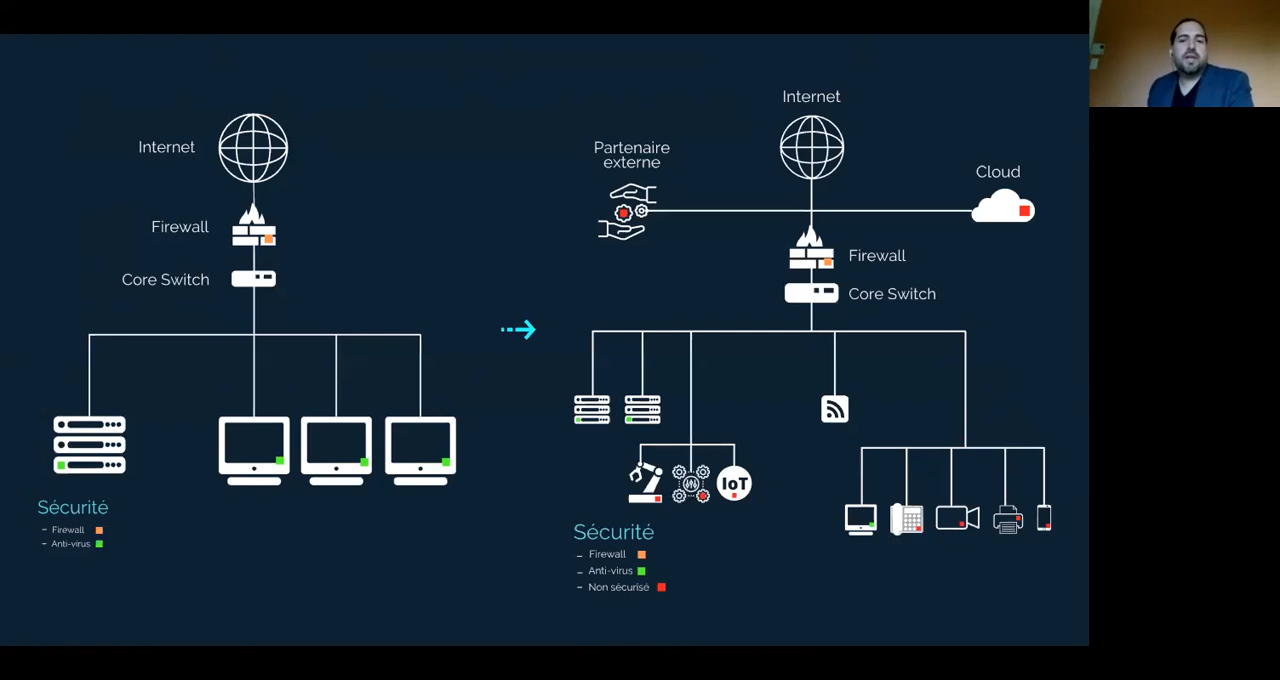 Internet
Firewall
Core Switch
Sécurité
– Firewall
– Anti-virus
Internet
Partenaire
externe
Cloud
Firewall
Core Switch
IoT
Sécurité
– Firewall
– Anti-virus
– Non sécurisé